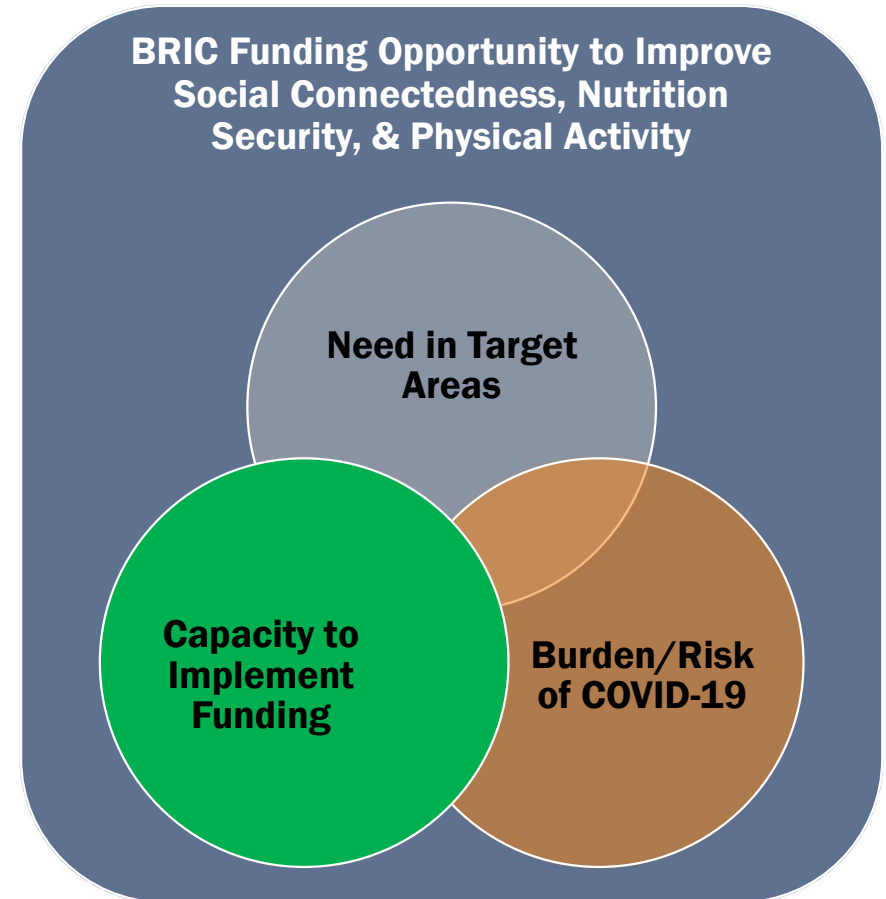 BRIC Funding Opportunity to Improve
Social Connectedness, Nutrition
Security, & Physical Activity
Need in Target
Areas
Capacity to
Implement
Funding
Burden/Risk
of COVID-19